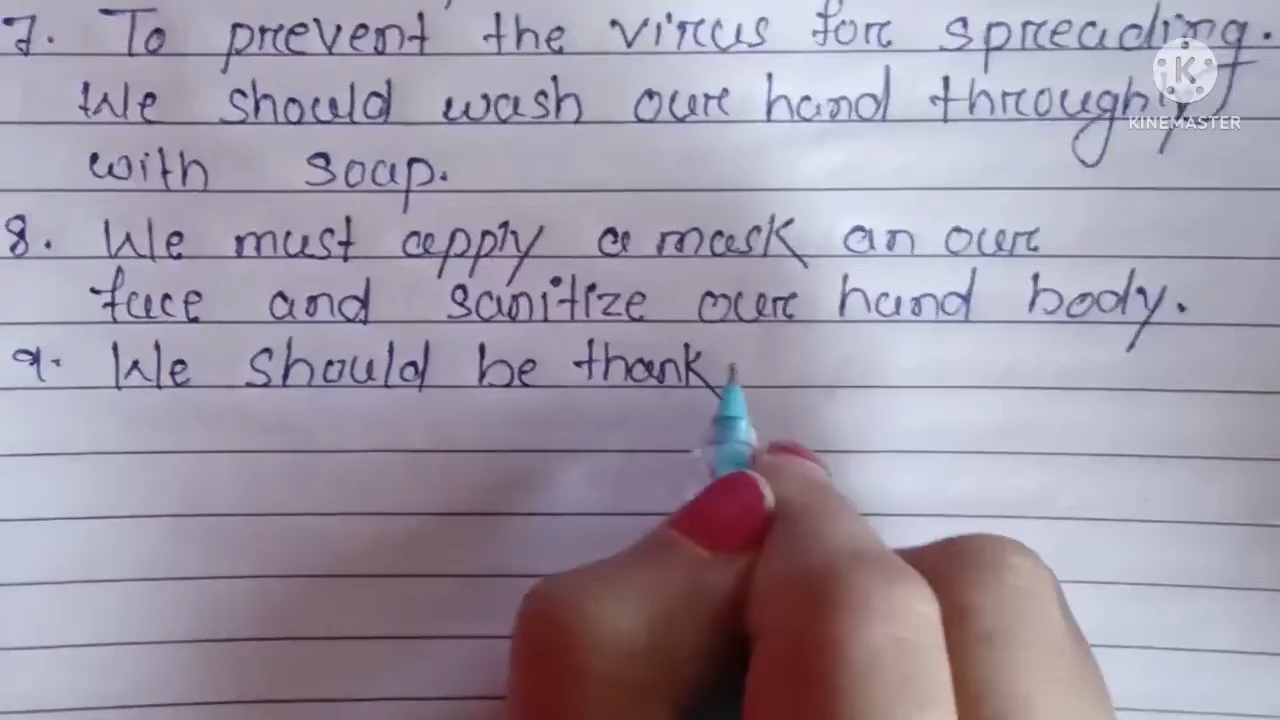 7. To prevent the virus for spreading.
We should wash our hand throughly
with soap.
8. We must apply a mask an our
face and sanitize our hand body.
9. We should be thank
K
KINEMASTER